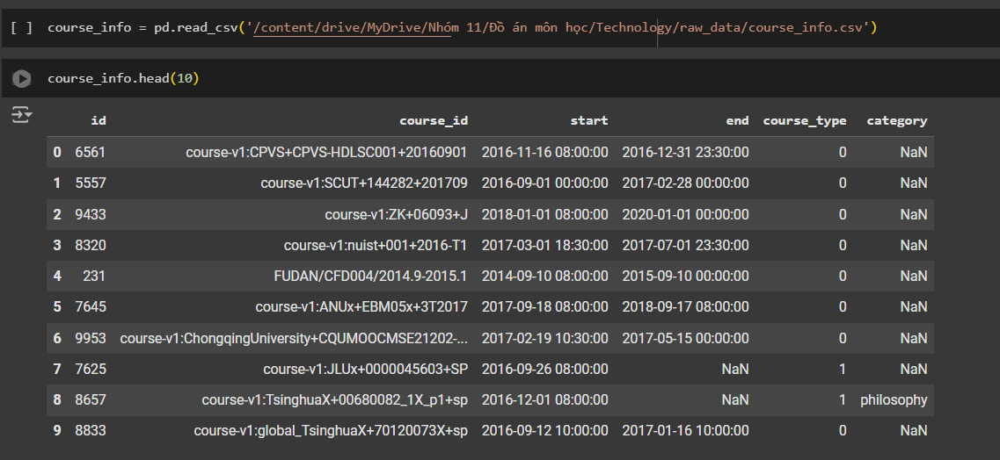 [ ] course_info = pd.read_csv('/content/drive/MyDrive/Nhóm 11/Đồ án môn học/Technology/raw_data/course_info.csv')
course_info.head(10)
id course_id start end course_type category
0 6561 course-v1:CPVS+CPVS-HDLSC001+20160901 2016-11-16 08:00:00 2016-12-31 23:30:00 0 NaN
1 5557 course-v1:SCUT+144282+201709 2016-09-01 00:00:00 2017-02-28 00:00:00 0 NaN
2 9433 course-v1:ZK+06093+J 2018-01-01 08:00:00 2020-01-01 00:00:00 0 NaN
3 8320 course-v1:nuist+001+2016-T1 2017-03-01 18:30:00 2017-07-01 23:30:00 0 NaN
4 231 FUDAN/CFD004/2014.9-2015.1 2014-09-10 08:00:00 2015-09-10 00:00:00 0 NaN
5 7645 course-v1:ANUx+EBM05x+3T2017 2017-09-18 08:00:00 2018-09-17 08:00:00 0 NaN
6 9953 course-v1:ChongqingUniversity+CQUMOOCMSE21202-... 2017-02-19 10:30:00 2017-05-15 00:00:00 0 NaN
7 7625 course-v1:JLUx+0000045603+SP 2016-09-26 08:00:00 NaN 1 NaN
8 8657 course-v1:TsinghuaX+00680082_1X_p1+sp 2016-12-01 08:00:00 NaN 1 philosophy
9 8833 course-v1:global_TsinghuaX+70120073X+sp 2016-09-12 10:00:00 2017-01-16 10:00:00 0 NaN